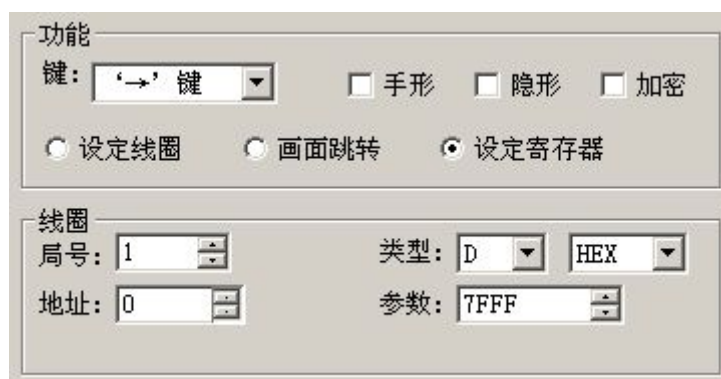 功能
键: ‘→’ 键 手形 隐形 加密
设定线圈 画面跳转 设定寄存器
线圈
局号: 1 类型: D HEX
地址: 0 参数: 7FFF